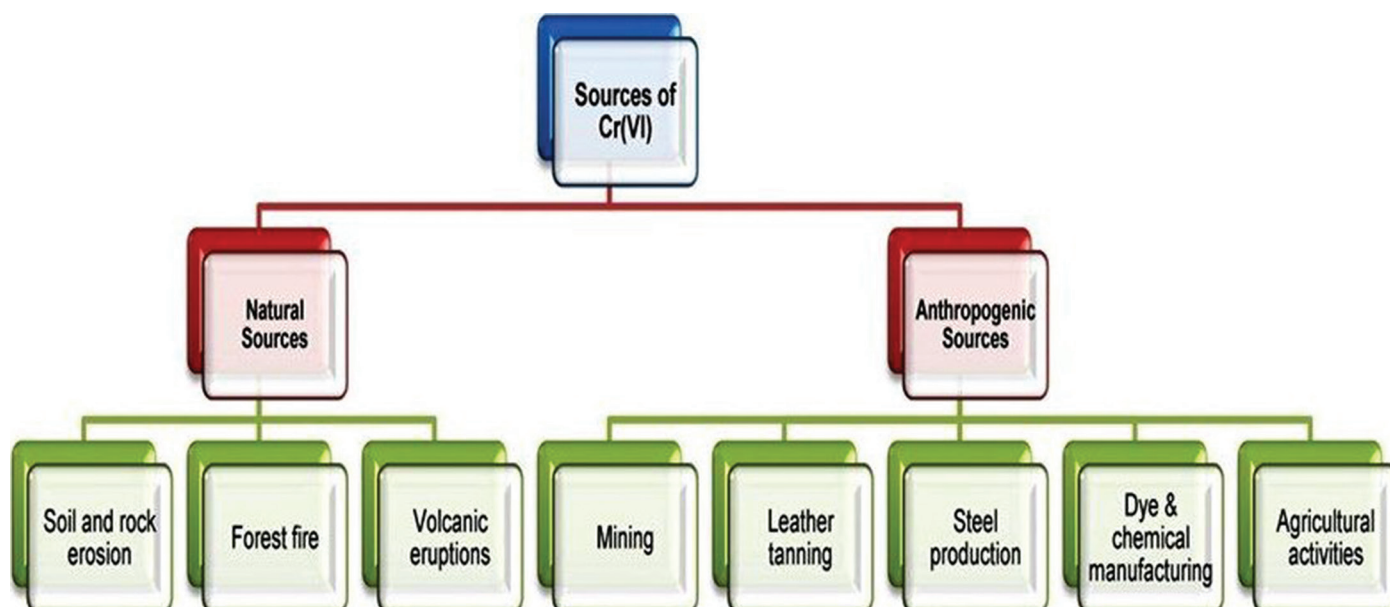 Sources of
Cr(VI)
Natural
Sources
Anthropogenic
Sources
Soil and rock
erosion
Forest fire
Volcanic
eruptions
Mining
Leather
tanning
Steel
production
Dye &
chemical
manufacturing
Agricultural
activities